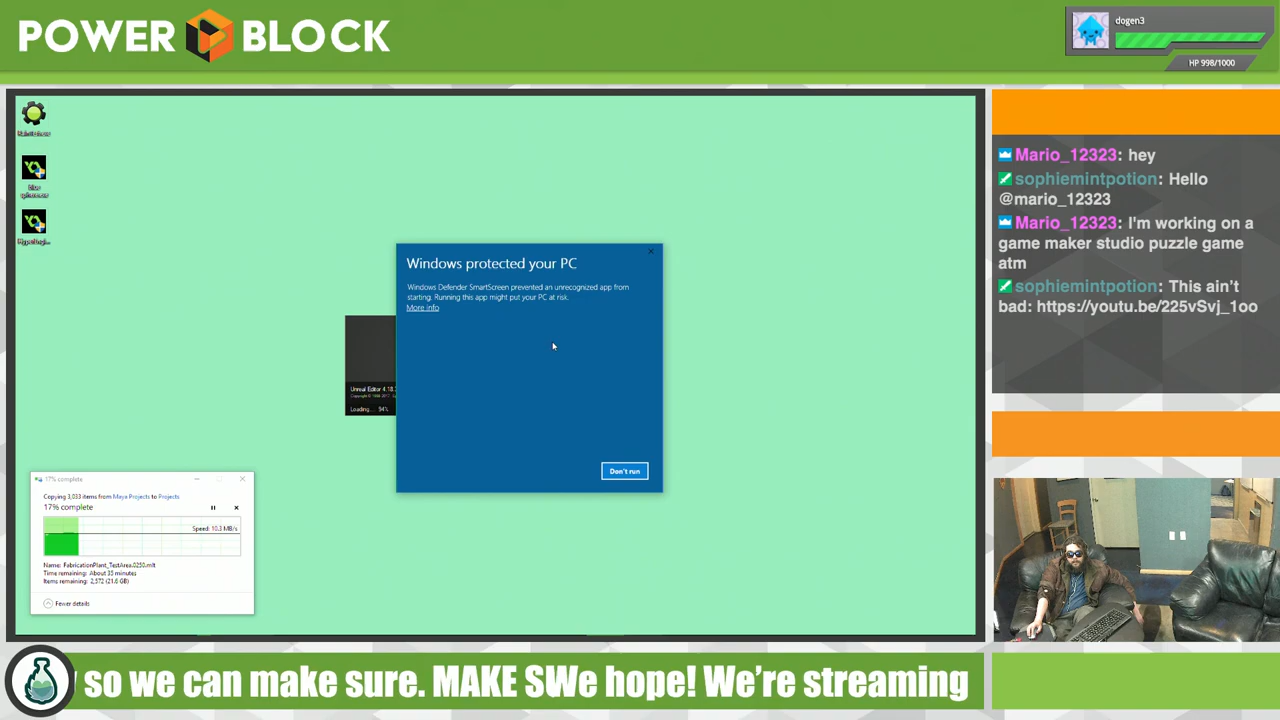 POWER BLOCK
dogen3
HP 998/1000
Mario_12323: hey
sophiemintpotion: Hello
@mario_12323
Mario_12323: I'm working on a
game maker studio puzzle game
atm
sophiemintpotion: This ain't
bad: https://youtu.be/225vSvj_1oo
blue
Windows protected your PC
Windows Defender SmartScreen prevented an unrecognized app from
starting. Running this app might put your PC at risk.
More info
Don't run
Unreal Editor 4.18.
Loading... 94%
17% complete
Copying 3,033 items from Maya Projects to Projects
17% complete
Speed: 10.3 MB/s
Name: FabricationPlant_TestArea.0250.mlt
Time remaining: About 35 minutes
Items remaining: 2,572 (21.6 GB)
Fewer details
so we can make sure. MAKE SWe hope! We're streaming